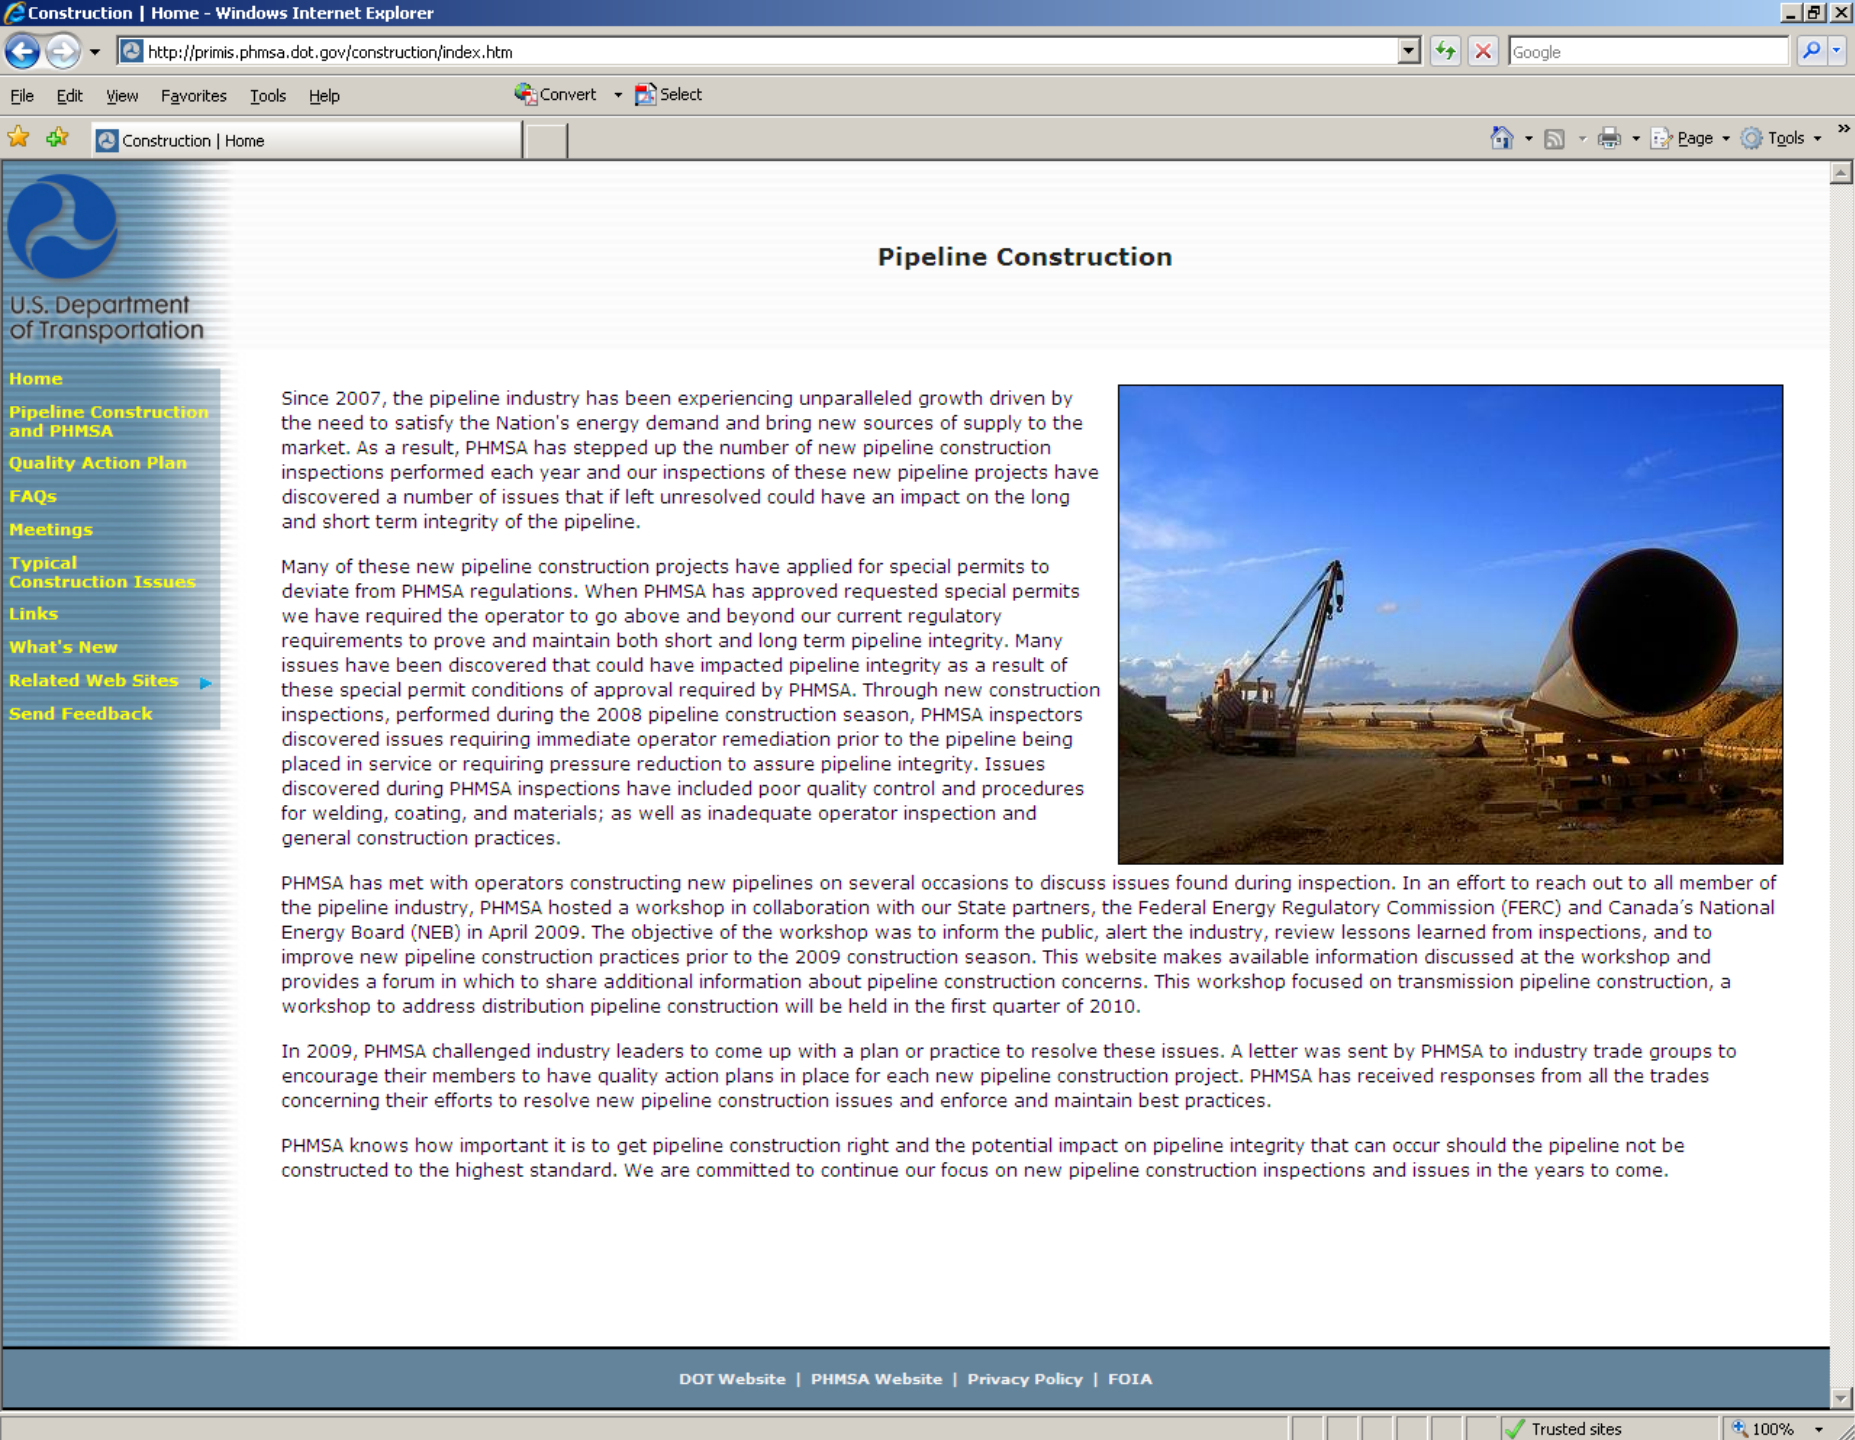 Construction | Home - Windows Internet Explorer
http://primis.phmsa.dot.gov/construction/index.htm
Google
File Edit View Favorites Tools Help
Convert Select
Construction | Home
Page Tools »
U.S. Department
of Transportation
Pipeline Construction
Home
Pipeline Construction
and PHMSA
Quality Action Plan
FAQs
Meetings
Typical
Construction Issues
Links
What's New
Related Web Sites
Send Feedback
Since 2007, the pipeline industry has been experiencing unparalleled growth driven by
the need to satisfy the Nation's energy demand and bring new sources of supply to the
market. As a result, PHMSA has stepped up the number of new pipeline construction
inspections performed each year and our inspections of these new pipeline projects have
discovered a number of issues that if left unresolved could have an impact on the long
and short term integrity of the pipeline.
Many of these new pipeline construction projects have applied for special permits to
deviate from PHMSA regulations. When PHMSA has approved requested special permits
we have required the operator to go above and beyond our current regulatory
requirements to prove and maintain both short and long term pipeline integrity. Many
issues have been discovered that could have impacted pipeline integrity as a result of
these special permit conditions of approval required by PHMSA. Through new construction
inspections, performed during the 2008 pipeline construction season, PHMSA inspectors
discovered issues requiring immediate operator remediation prior to the pipeline being
placed in service or requiring pressure reduction to assure pipeline integrity. Issues
discovered during PHMSA inspections have included poor quality control and procedures
for welding, coating, and materials; as well as inadequate operator inspection and
general construction practices.
PHMSA has met with operators constructing new pipelines on several occasions to discuss issues found during inspection. In an effort to reach out to all member of
the pipeline industry, PHMSA hosted a workshop in collaboration with our State partners, the Federal Energy Regulatory Commission (FERC) and Canada's National
Energy Board (NEB) in April 2009. The objective of the workshop was to inform the public, alert the industry, review lessons learned from inspections, and to
improve new pipeline construction practices prior to the 2009 construction season. This website makes available information discussed at the workshop and
provides a forum in which to share additional information about pipeline construction concerns. This workshop focused on transmission pipeline construction, a
workshop to address distribution pipeline construction will be held in the first quarter of 2010.
In 2009, PHMSA challenged industry leaders to come up with a plan or practice to resolve these issues. A letter was sent by PHMSA to industry trade groups to
encourage their members to have quality action plans in place for each new pipeline construction project. PHMSA has received responses from all the trades
concerning their efforts to resolve new pipeline construction issues and enforce and maintain best practices.
PHMSA knows how important it is to get pipeline construction right and the potential impact on pipeline integrity that can occur should the pipeline not be
constructed to the highest standard. We are committed to continue our focus on new pipeline construction inspections and issues in the years to come.
DOT Website | PHMSA Website | Privacy Policy | FOIA
Trusted sites 100%